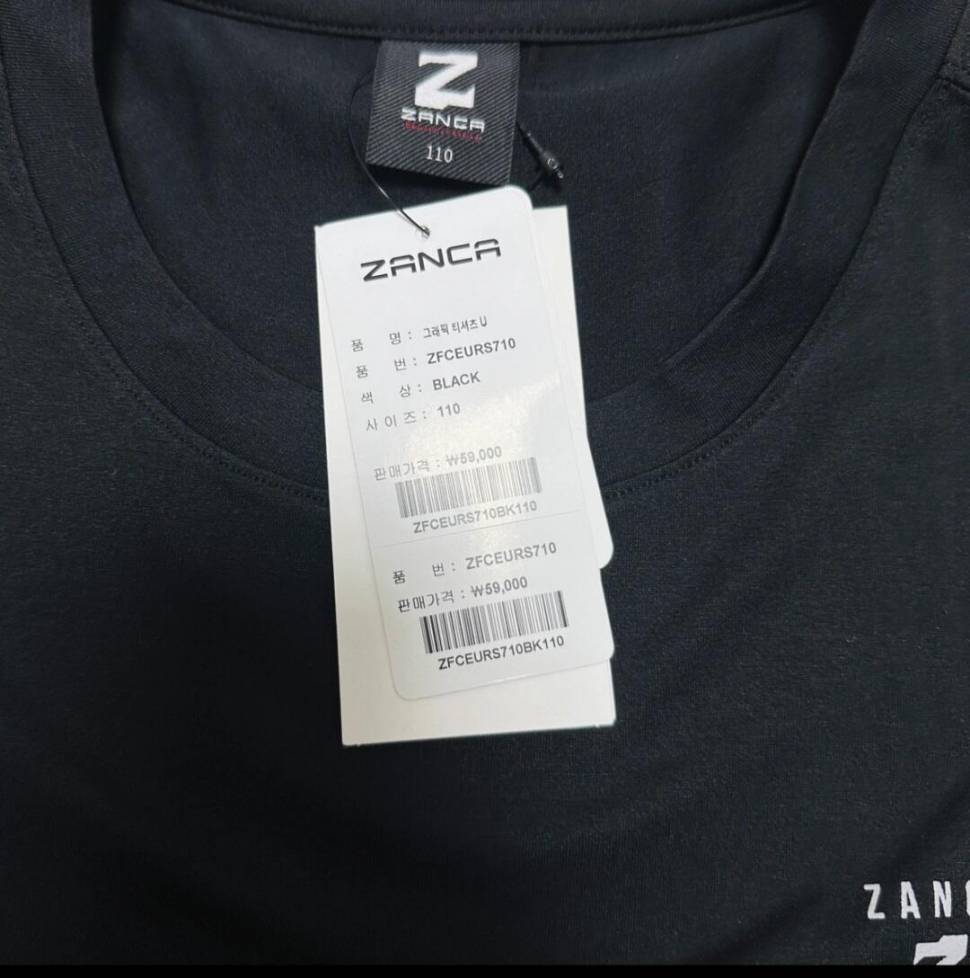 Z
ZANCA
110
ZANCA
품 명 : 그래픽 티셔츠 U
품 번 : ZFCEURS710
색 상 : BLACK
사 이 즈 : 110
판매가격 : ₩59,000
ZFCEURS710BK110
품 번 : ZFCEURS710
판매가격 : ₩59,000
ZFCEURS710BK110
ZAN